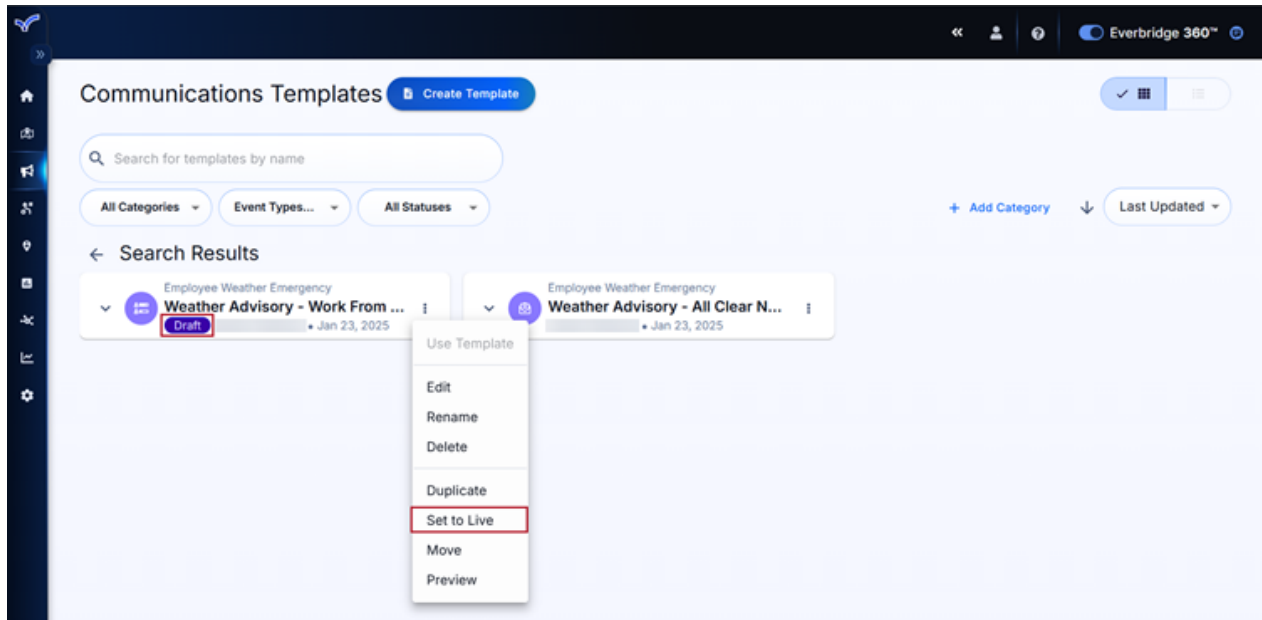 Everbridge 360™
Communications Templates
Create Template
Search for templates by name
All Categories
Event Types...
All Statuses
+ Add Category
Last Updated
Search Results
Employee Weather Emergency
Weather Advisory - Work From ...
Draft
• Jan 23, 2025
Employee Weather Emergency
Weather Advisory - All Clear N...
• Jan 23, 2025
Use Template
Edit
Rename
Delete
Duplicate
Set to Live
Move
Preview